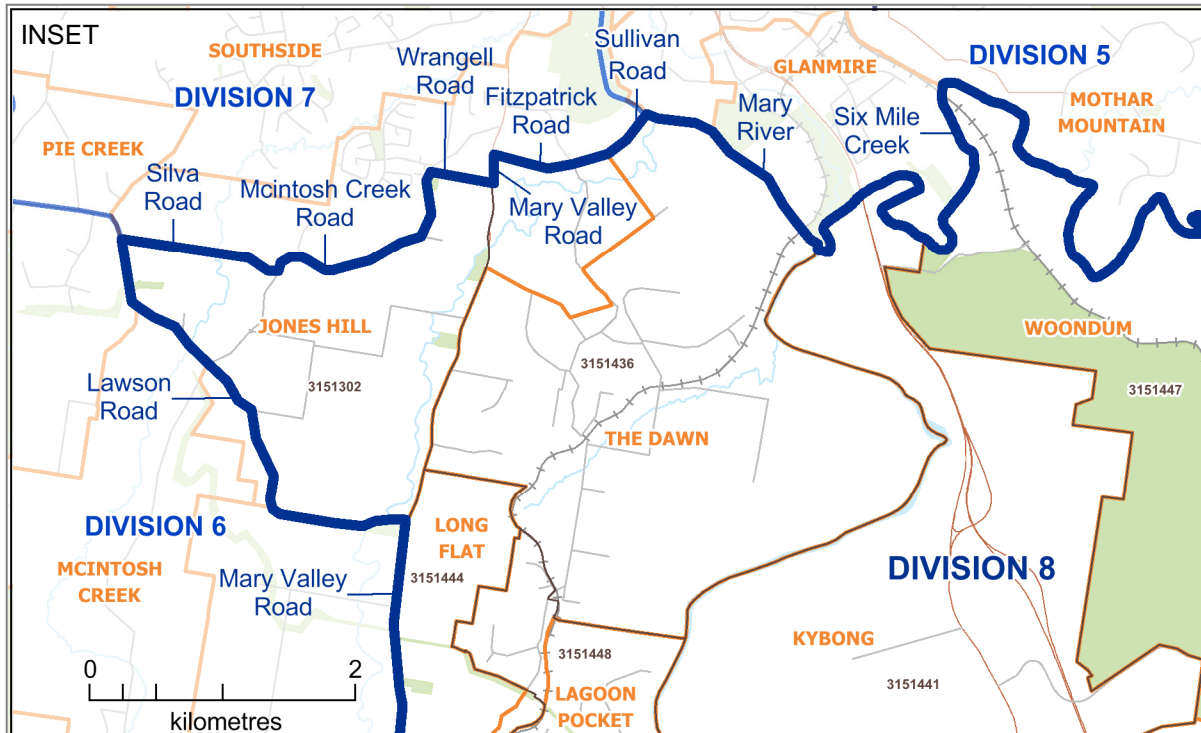 INSET
SOUTHSIDE
DIVISION 7
Wrangell
Road
Fitzpatrick
Road
Sullivan
Road
GLANMIRE
DIVISION 5
MOTHAR
MOUNTAIN
Mary
River
Six Mile
Creek
PIE CREEK
Silva
Road
Mcintosh Creek
Road
Mary Valley
Road
JONES HILL
3151302
Lawson
Road
3151436
WOONDUM
3151447
THE DAWN
DIVISION 6
LONG
FLAT
MCINTOSH
CREEK
Mary Valley
Road
3151444
DIVISION 8
KYBONG
3151441
3151448
LAGOON
POCKET
0
2
kilometres